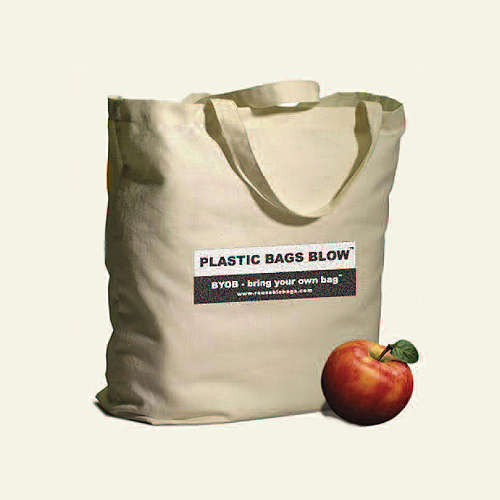 PLASTIC BAGS BLOW™
BYOB - bring your own bag™
www.reusablebags.com